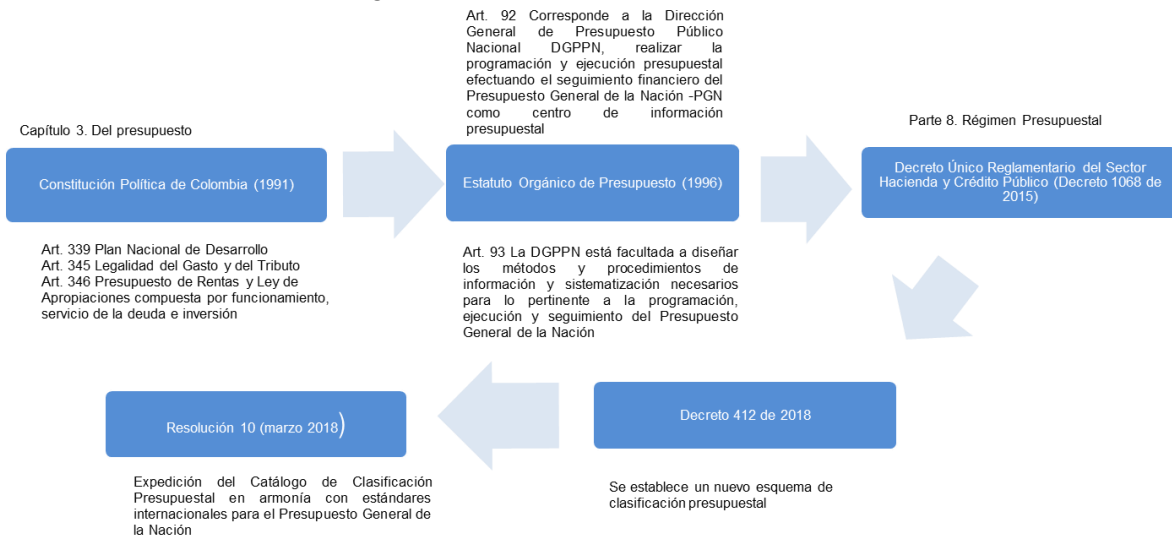 Capítulo 3. Del presupuesto
Constitución Política de Colombia (1991)
Art. 339 Plan Nacional de Desarrollo
Art. 345 Legalidad del Gasto y del Tributo
Art. 346 Presupuesto de Rentas y Ley de
Apropiaciones compuesta por funcionamiento,
servicio de la deuda e inversión
Art. 92 Corresponde a la Dirección
General de Presupuesto Público
Nacional DGPPN, realizar la
programación y ejecución presupuestal
efectuando el seguimiento financiero del
Presupuesto General de la Nación -PGN
como centro de información
presupuestal
Estatuto Orgánico de Presupuesto (1996)
Art. 93 La DGPPN está facultada a diseñar
los métodos y procedimientos de
información y sistematización necesarios
para lo pertinente a la programación,
ejecución y seguimiento del Presupuesto
General de la Nación
Parte 8. Régimen Presupuestal
Decreto Único Reglamentario del Sector
Hacienda y Crédito Público (Decreto 1068 de
2015)
Decreto 412 de 2018
Se establece un nuevo esquema de
clasificación presupuestal
Resolución 10 (marzo 2018)
Expedición del Catálogo de Clasificación
Presupuestal en armonía con estándares
internacionales para el Presupuesto General de
la Nación